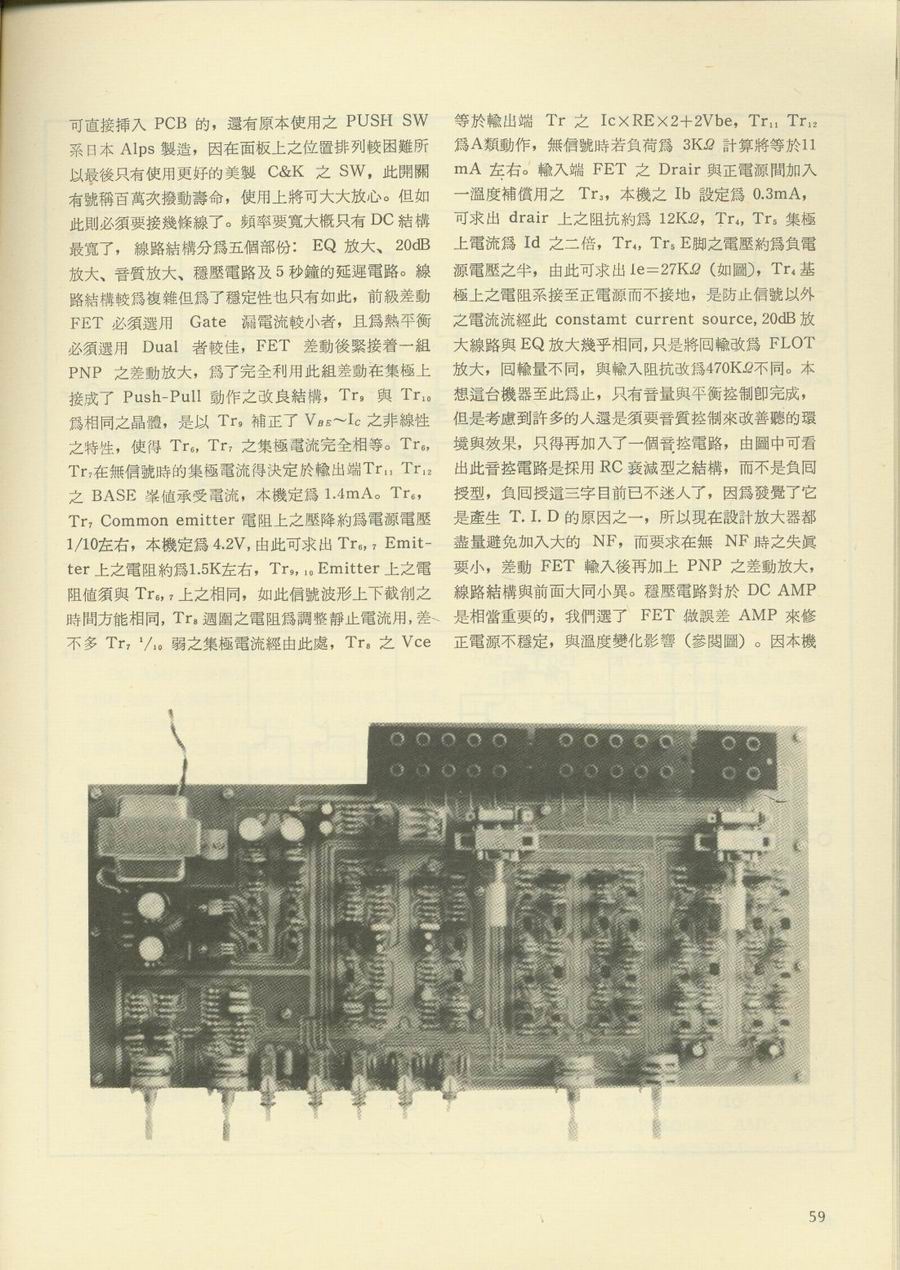 可直接挿入 PCB 的，還有原本使用之 PUSH SW
系日本 Alps 製造，因在面板上之位置排列較困難所
以最後只有使用更好的美製 C&K 之 SW，此開關
有號稱百萬次撥動壽命，使用上將可大大放心。但如
此則必須要接幾條線了。頻率要寬大槪只有 DC 結構
最寬了，線路結構分爲五個部份： EQ 放大、 20dB
放大、音質放大、穩壓電路及 5 秒鐘的延遲電路。線
路結構較爲複雜但爲了穩定性也只有如此，前級差動
FET 必須選用 Gate 漏電流較小者，且爲熱平衡
必須選用 Dual 者較佳，FET 差動後緊接着一組
PNP 之差動放大，爲了完全利用此組差動在集極上
接成了 Push-Pull 動作之改良結構，Tr₉ 與 Tr₁₀
爲相同之晶體，是以 Tr₉ 補正了 VBE～IC 之非線性
之特性，使得 Tr₆，Tr₇ 之集極電流完全相等。Tr₆，
Tr₇在無信號時的集極電流得決定於輸出端Tr₁₁ Tr₁₂
之 BASE 峯値承受電流，本機定爲 1.4mA。Tr₆，
Tr₇ Common emitter 電阻上之壓降約爲電源電壓
1/10左右，本機定爲 4.2V, 由此可求出 Tr₆，₇ Emit-
ter 上之電阻約爲1.5K左右，Tr₉，₁₀ Emitter 上之電
阻値須與 Tr₆，₇ 上之相同，如此信號波形上下截削之
時間方能相同，Tr₈ 週圍之電阻爲調整靜止電流用, 差
不多 Tr₇ ¹/₁₀ 弱之集極電流經由此處，Tr₈ 之 Vce
等於輸出端 Tr 之 Ic×RE×2+2Vbe，Tr₁₁ Tr₁₂
爲A類動作，無信號時若負荷爲 3KΩ 計算將等於11
mA 左右。輸入端 FET 之 Drair 與正電源間加入
一溫度補償用之 Tr₃，本機之 Ib 設定爲 0.3mA，
可求出 drair 上之阻抗約爲 12KΩ，Tr₄，Tr₅ 集極
上電流爲 Id 之二倍，Tr₄，Tr₅ E脚之電壓約爲負電
源電壓之半，由此可求出 le=27KΩ（如圖），Tr₄ 基
極上之電阻系接至正電源而不接地，是防止信號以外
之電流流經此 constamt current source, 20dB 放
大線路與 EQ 放大幾乎相同, 只是將回輸改爲 FLOT
放大，回輸量不同，與輸入阻抗改爲470KΩ不同。本
想這台機器至此爲止，只有音量與平衡控制卽完成，
但是考慮到許多的人還是須要音質控制來改善聽的環
境與效果，只得再加入了一個音控電路，由圖中可看
出此音控電路是採用 RC 衰減型之結構，而不是負回
授型，負回授這三字目前已不迷人了，因爲發覺了它
是產生 T. I. D 的原因之一，所以現在設計放大器都
盡量避免加入大的 NF，而要求在無 NF 時之失眞
要小，差動 FET 輸入後再加上 PNP 之差動放大，
線路結構與前面大同小異。穩壓電路對於 DC AMP
是相當重要的，我們選了 FET 做誤差 AMP 來修
正電源不穩定，與溫度變化影響（參閱圖）。因本機
59